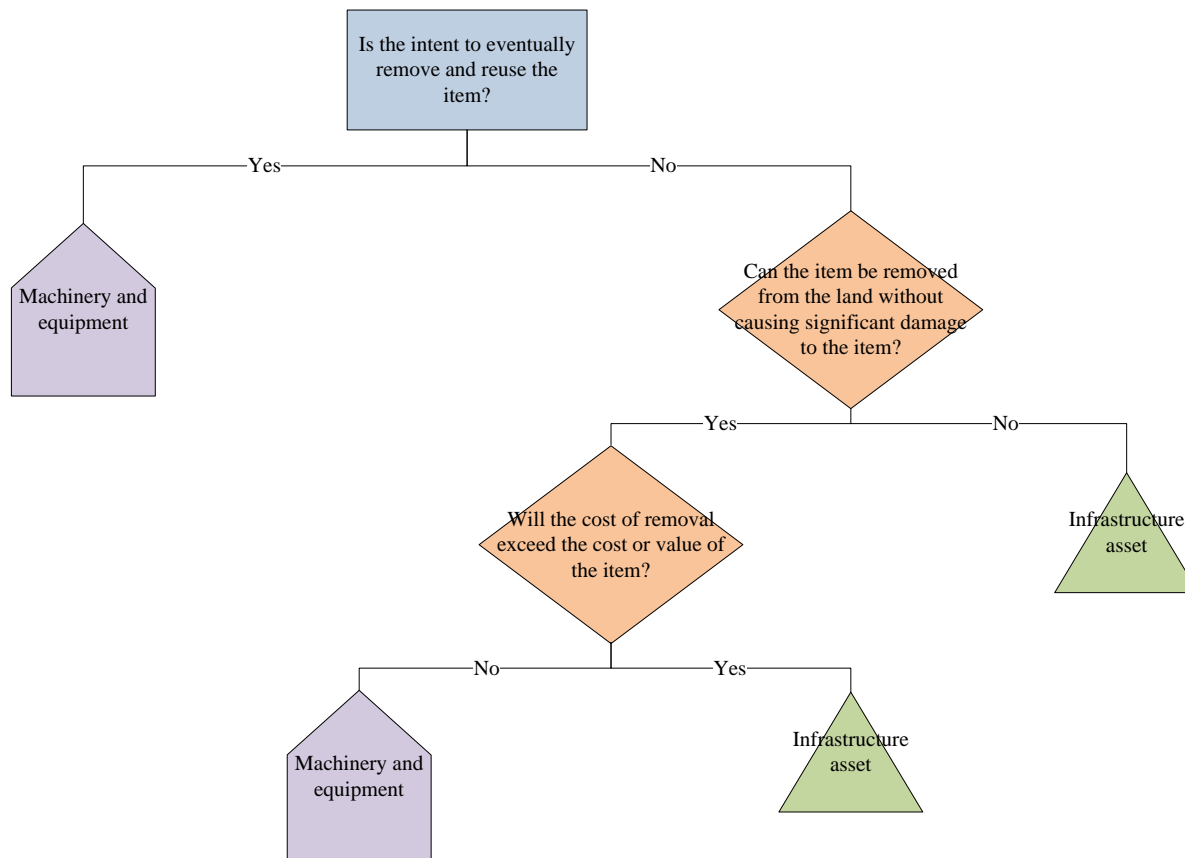 Is the intent to eventually
remove and reuse the
item?
Yes
No
Machinery and
equipment
Can the item be removed
from the land without
causing significant damage
to the item?
Yes
No
Will the cost of removal
exceed the cost or value of
the item?
Infrastructure
asset
No
Yes
Machinery and
equipment
Infrastructure
asset